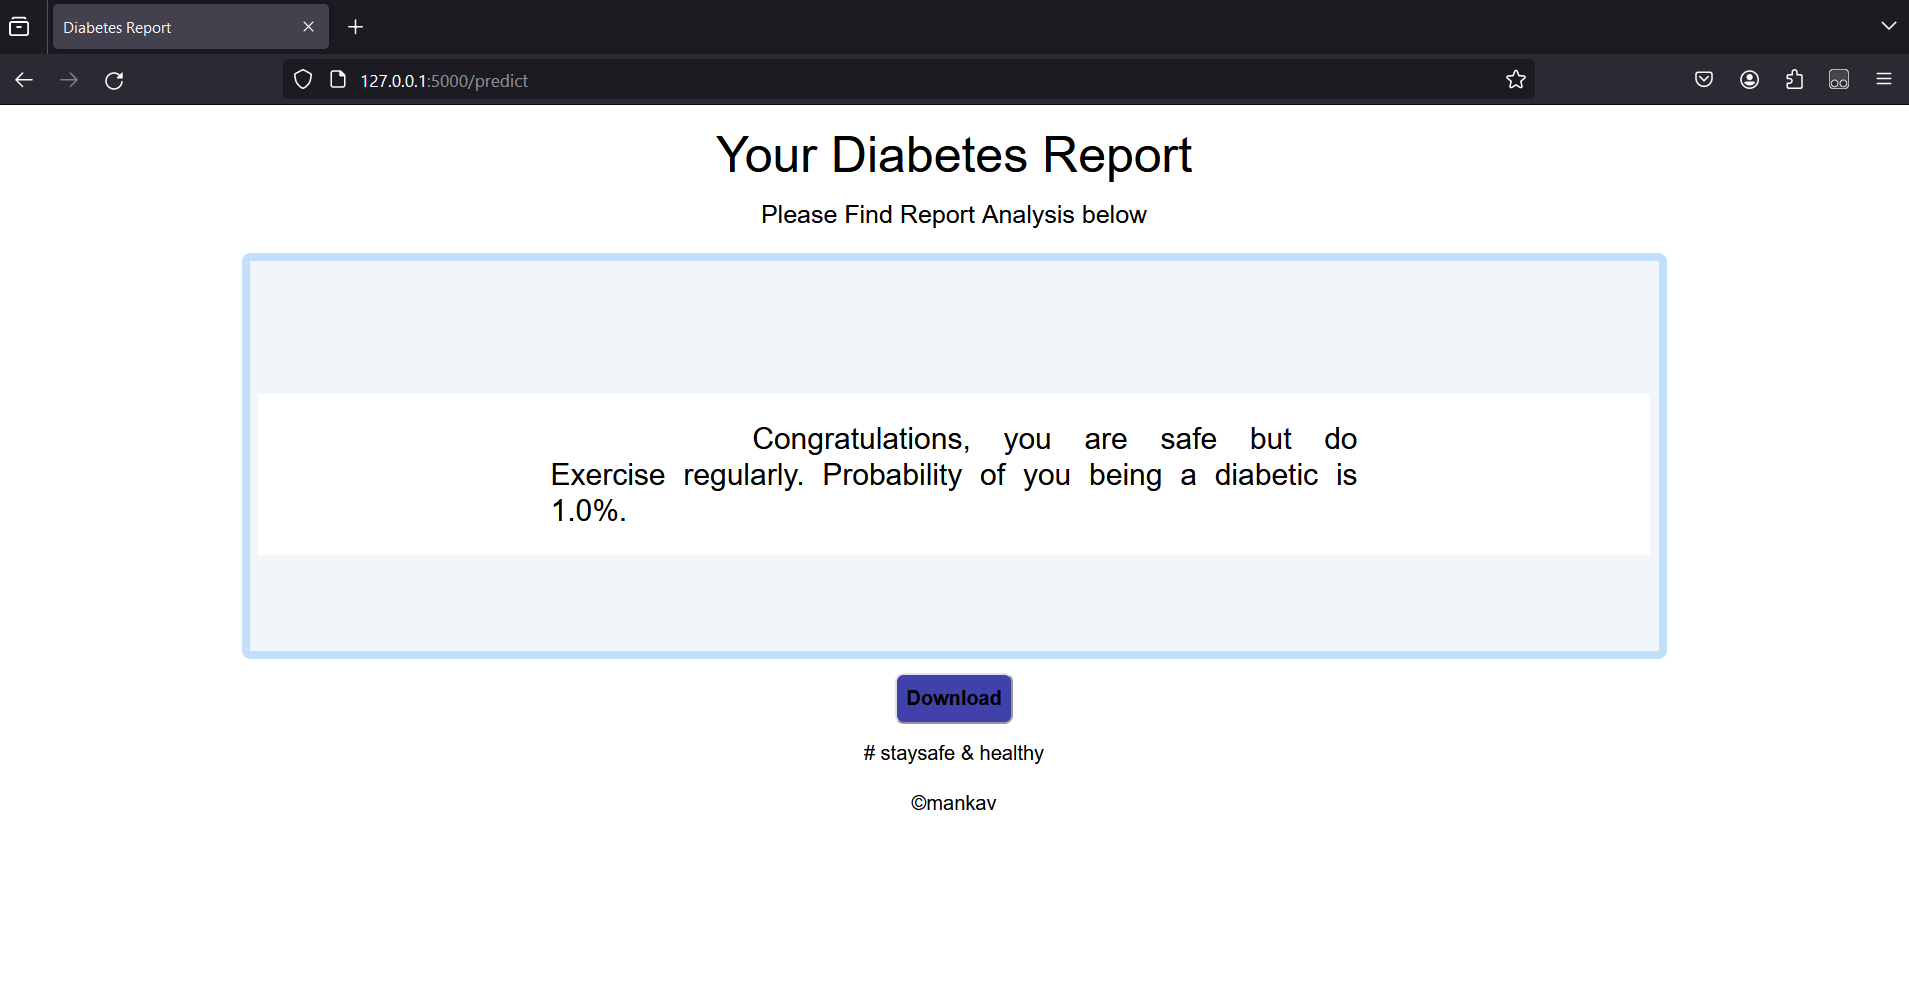 Diabetes Report
127.0.0.1:5000/predict
Your Diabetes Report
Please Find Report Analysis below
Congratulations, you are safe but do
Exercise regularly. Probability of you being a diabetic is
1.0%.
Download
# staysafe & healthy
©mankav